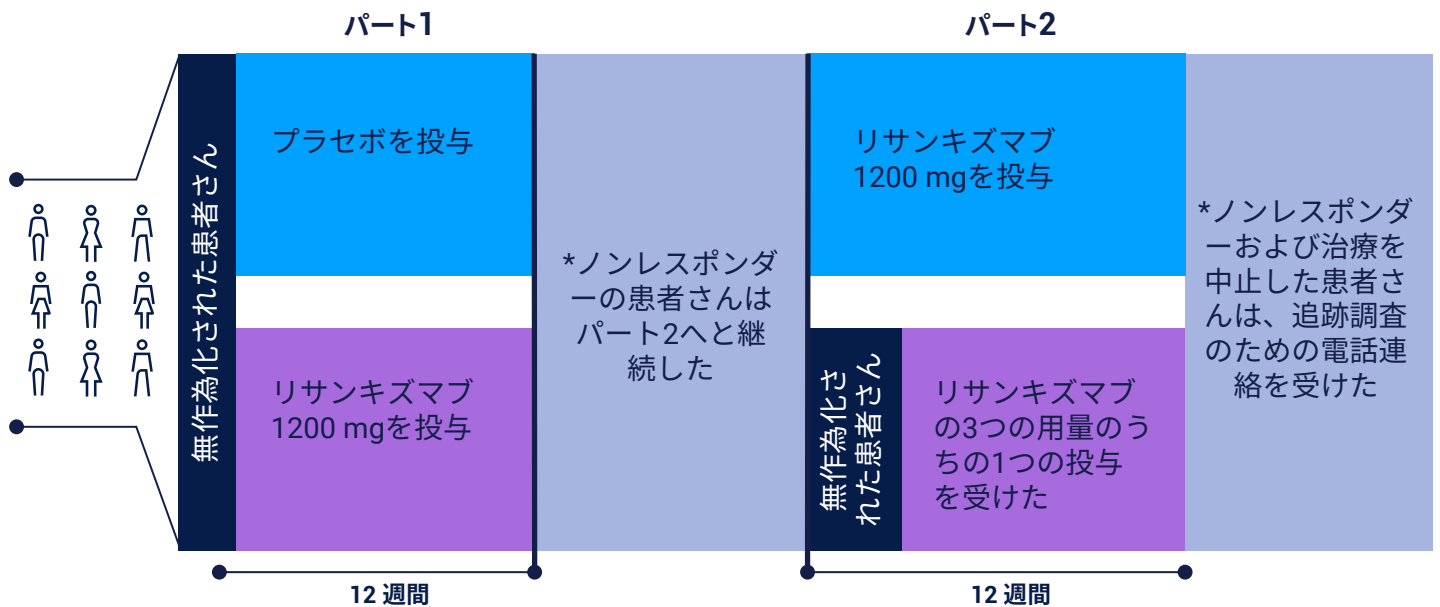 パート1
パート2
無作為化された患者さん
プラセボを投与
リサンキズマブ
1200 mgを投与
*ノンレスポンダ
ーの患者さんは
パート2へと継
続した
リサンキズマブ
1200 mgを投与
無作為化さ
れた患者さん
リサンキズマブ
の3つの用量のう
ちの1つの投与
を受けた
*ノンレスポンダ
ーおよび治療を
中止した患者さ
んは、追跡調査
のための電話連
絡を受けた
12 週間
12 週間